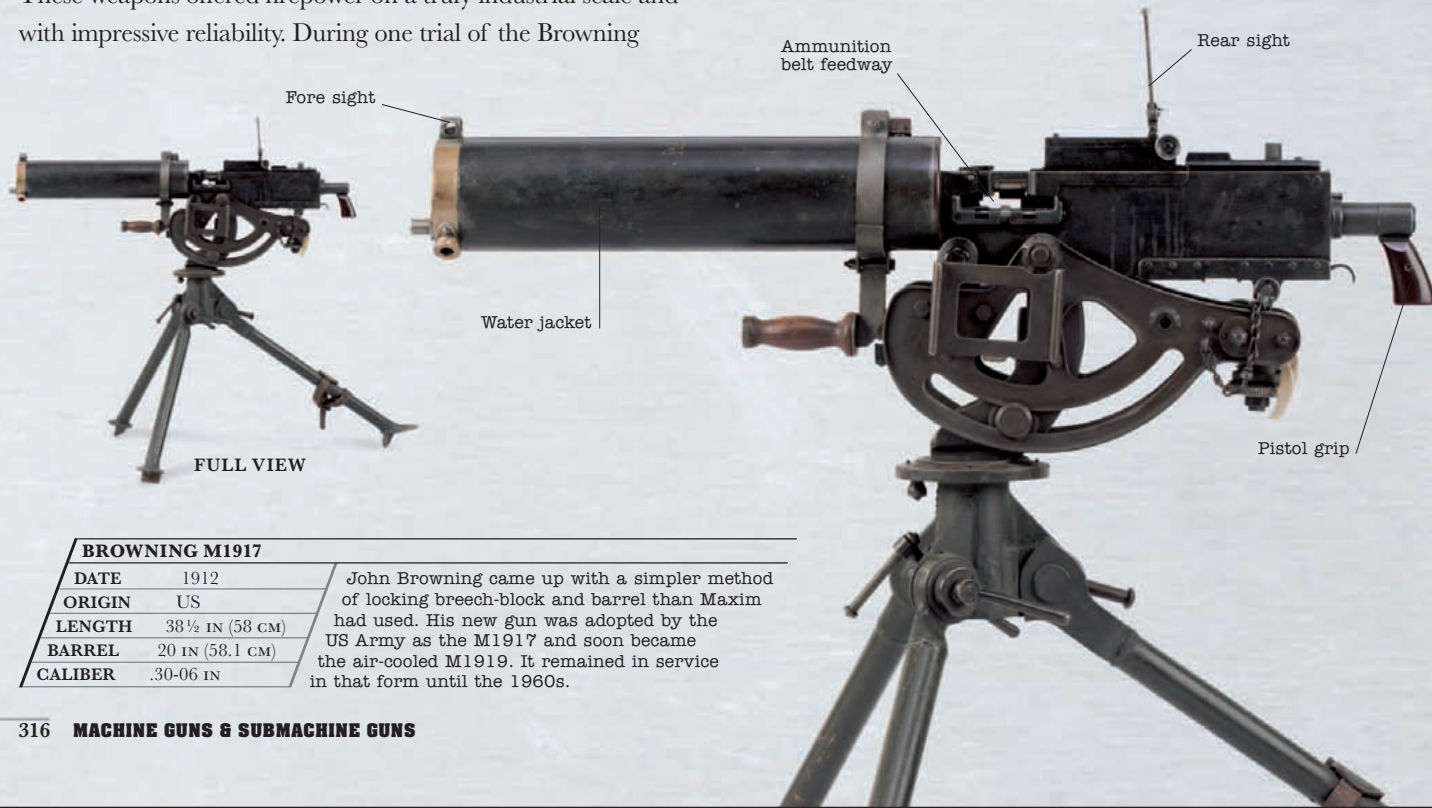 These weapons offered firepower on a truly industrial scale and
with impressive reliability. During one trial of the Browning
Ammunition
belt feedway
Rear sight
Fore sight
Water jacket
Pistol grip
FULL VIEW
BROWNING M1917
DATE 1912
ORIGIN US
LENGTH 38½ IN (58 CM)
BARREL 20 IN (58.1 CM)
CALIBER .30-06 IN
John Browning came up with a simpler method
of locking breech-block and barrel than Maxim
had used. His new gun was adopted by the
US Army as the M1917 and soon became
the air-cooled M1919. It remained in service
in that form until the 1960s.
316 MACHINE GUNS & SUBMACHINE GUNS